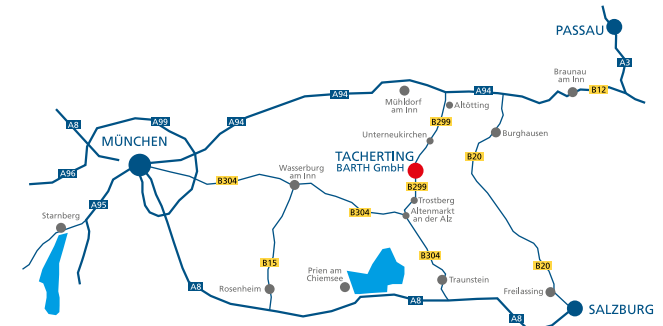 PASSAU
A3
Braunau
am Inn
B12
A94
A94
Mühldorf
am Inn
Altötting
A94
A99
A8
B299
Burghausen
Unterneukirchen
MÜNCHEN
TACHERTING
BARTH GmbH
B20
A96
Wasserburg
am Inn
B304
B299
Trostberg
A95
B304
Altenmarkt
an der Alz
Starnberg
B304
B15
Prien am
Chiemsee
B20
Traunstein
A8
Rosenheim
Freilassing
A8
SALZBURG
A8